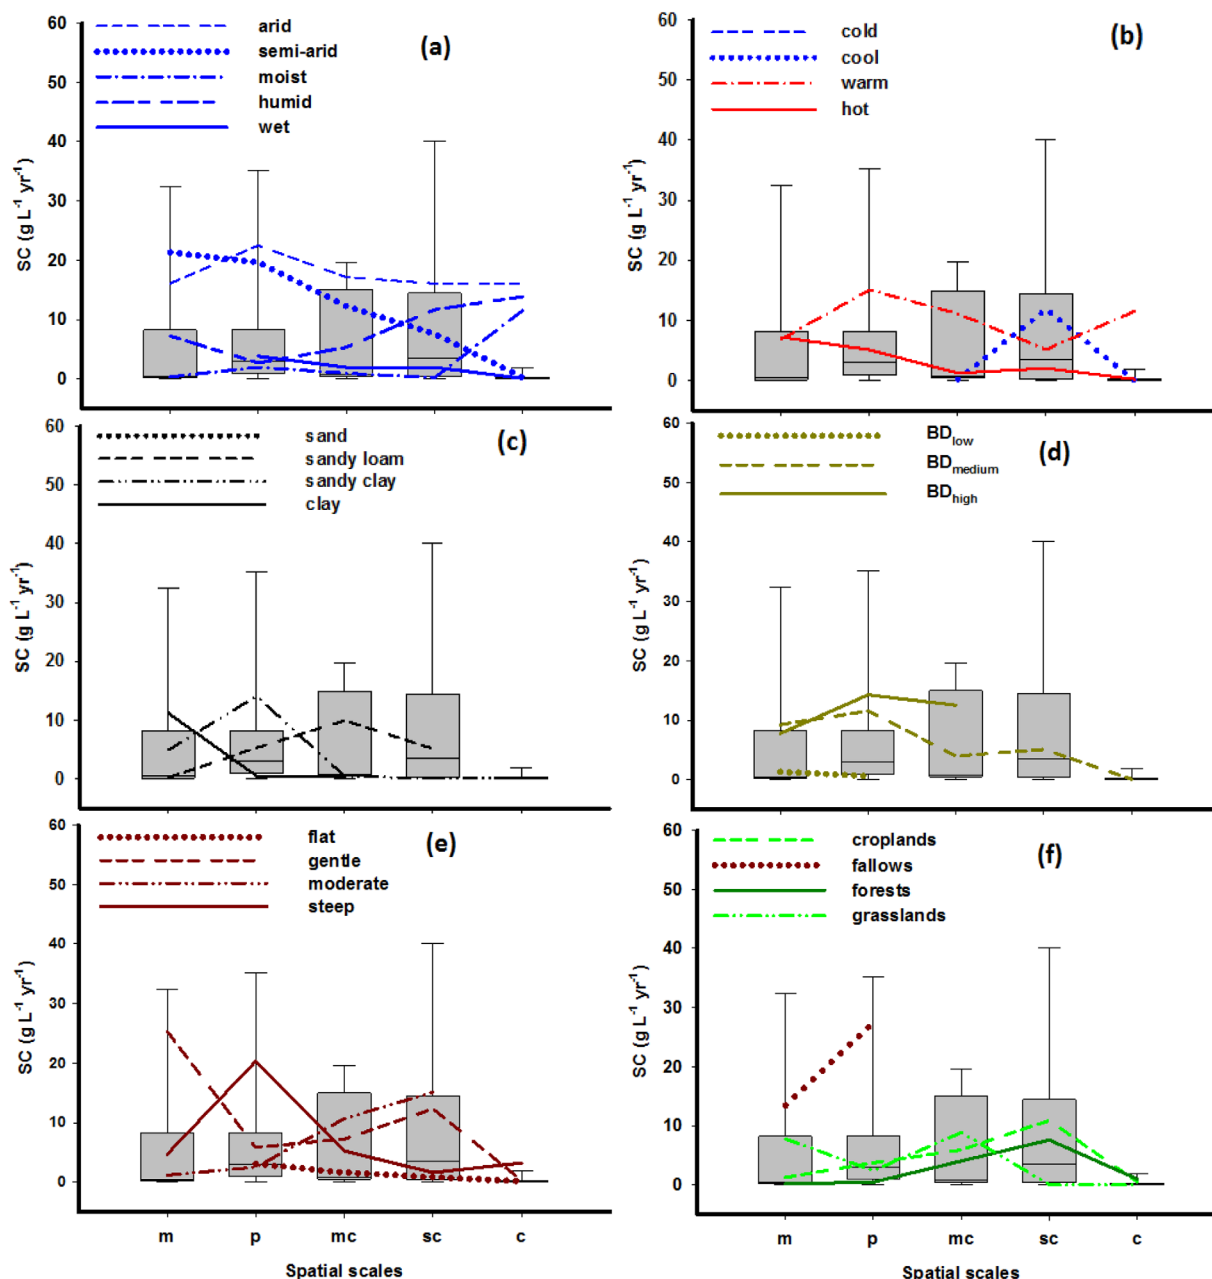 60
50
40
30
20
10
0
SC (g L⁻¹ yr⁻¹)
arid
semi-arid
moist
humid
wet
(a)
60
50
40
30
20
10
0
SC (g L⁻¹ yr⁻¹)
cold
cool
warm
hot
(b)
60
50
40
30
20
10
0
SC (g L⁻¹ yr⁻¹)
sand
sandy loam
sandy clay
clay
(c)
60
50
40
30
20
10
0
SC (g L⁻¹ yr⁻¹)
BDlow
BDmedium
BDhigh
(d)
60
50
40
30
20
10
0
SC (g L⁻¹ yr⁻¹)
flat
gentle
moderate
steep
(e)
m p mc sc c
Spatial scales
60
50
40
30
20
10
0
SC (g L⁻¹ yr⁻¹)
croplands
fallows
forests
grasslands
(f)
m p mc sc c
Spatial scales